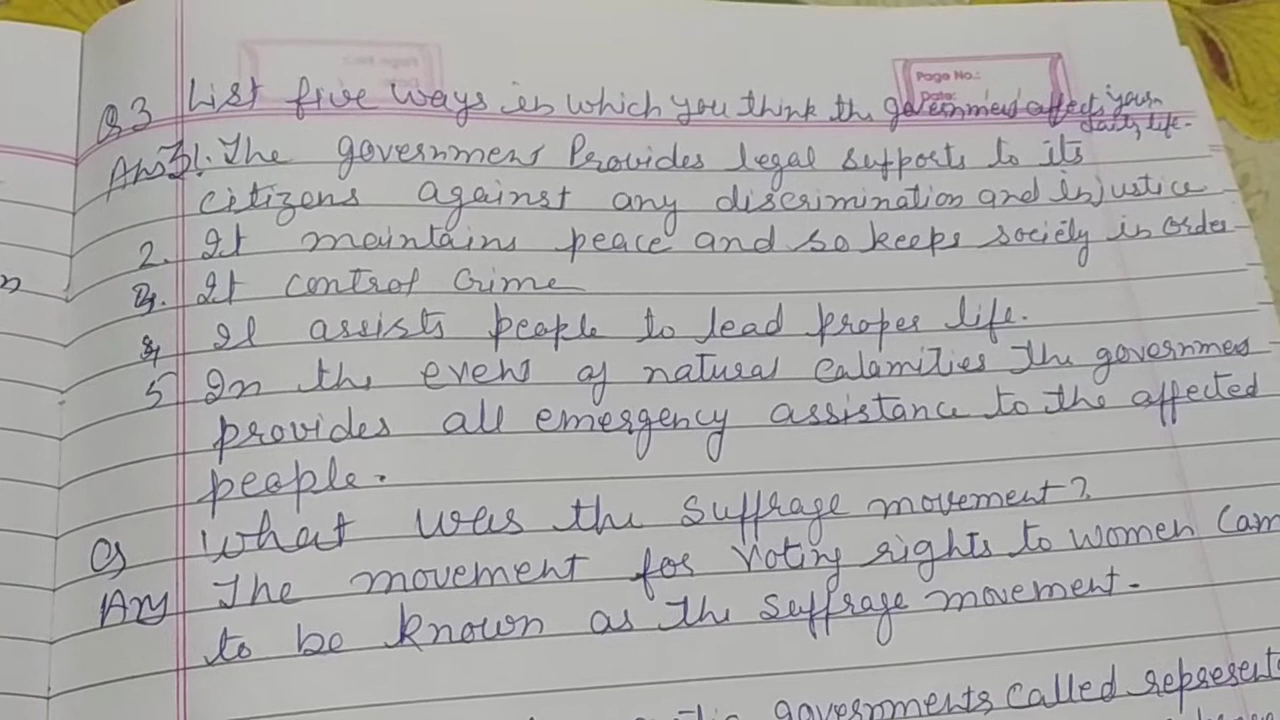 Page No.:
Date:
Q3 List five ways in which you think the government affects your
daily life.
Ans31. The government Provides legal supports to its
citizens against any discrimination and injustice
2. It maintains peace and so keeps society in order
3. It control Crime
4 It assists people to lead proper life.
5 In the event of natural calamities the government
provides all emergency assistance to the affected
people.
Q What was the suffrage movement?
Ans The movement for voting rights to women Cam
to be known as the suffrage movement.
governments called represent